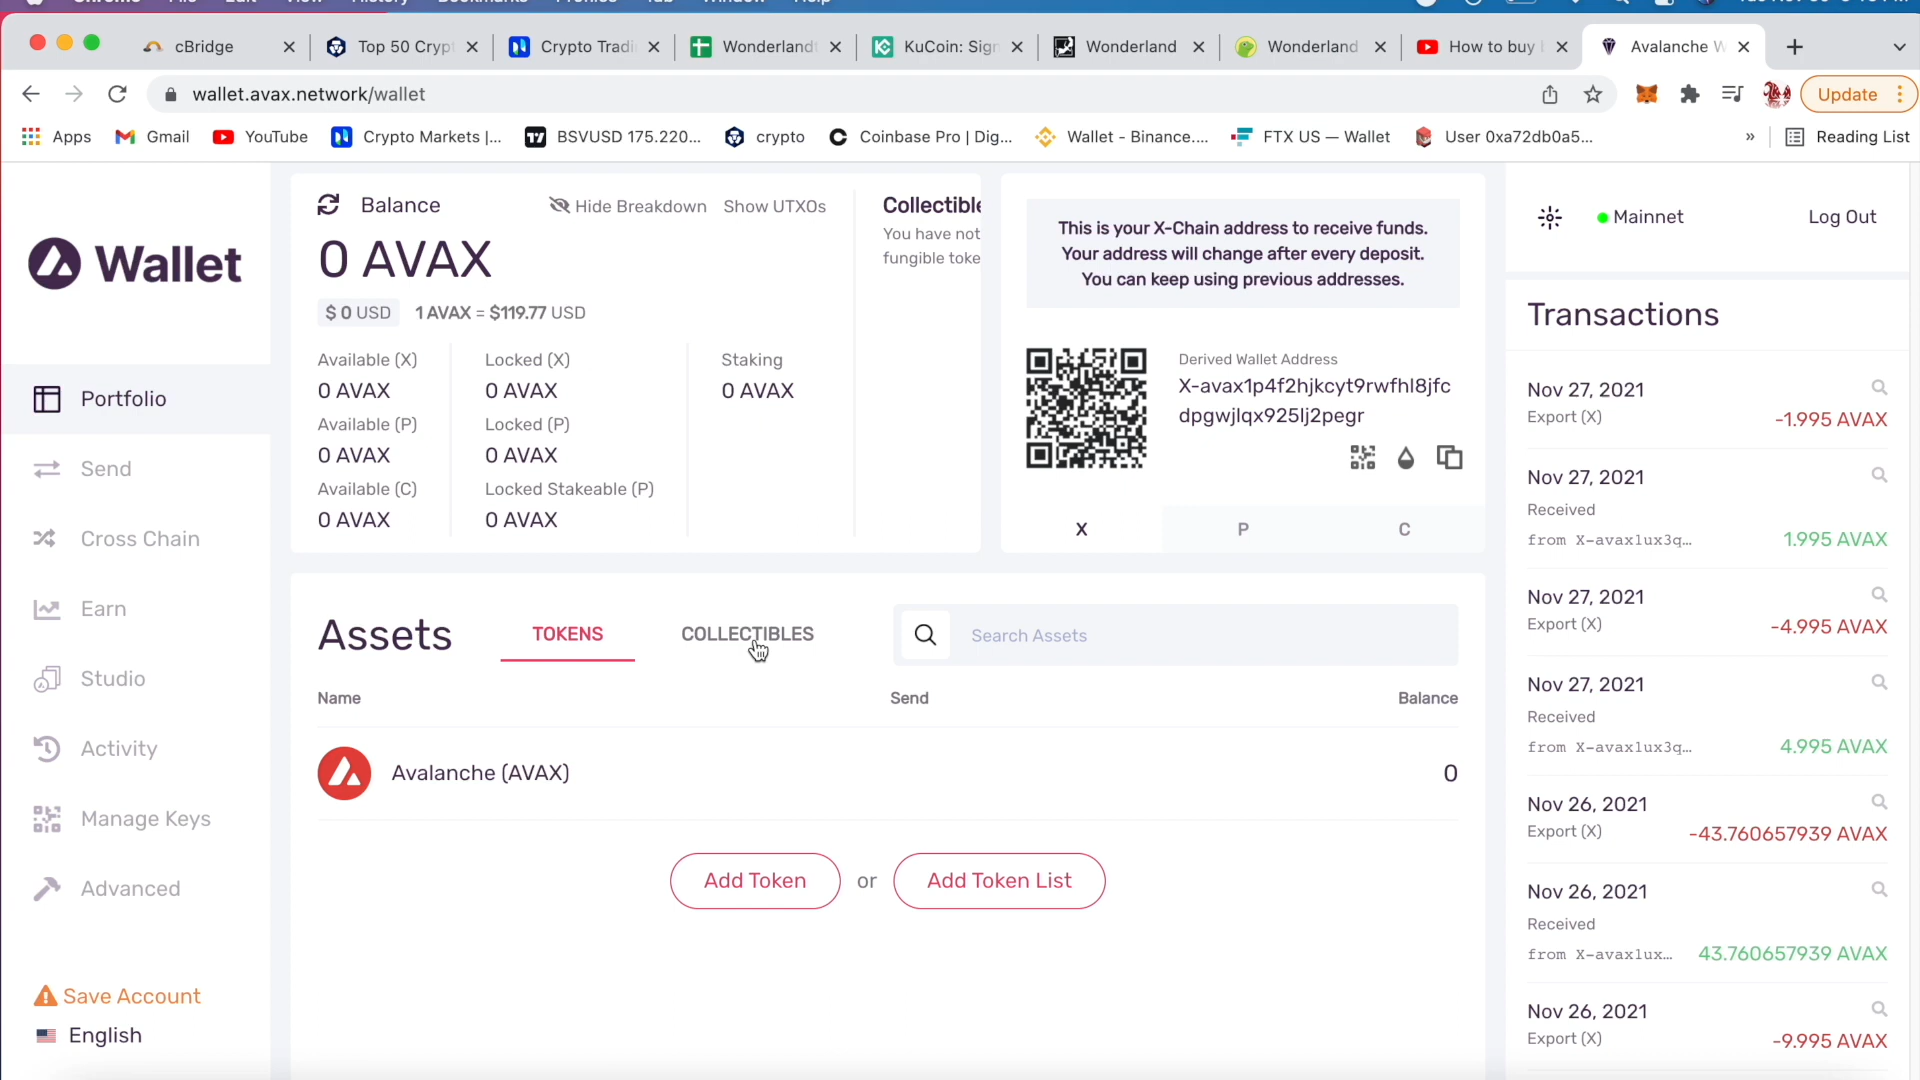 cBridge
Top 50 Cryp
Crypto Tradi
Wonderland
KuCoin: Sign
Wonderland
Wonderland
How to buy
Avalanche W
wallet.avax.network/wallet
Update
Apps
Gmail
YouTube
Crypto Markets |...
BSVUSD 175.220...
crypto
Coinbase Pro | Dig...
Wallet - Binance....
FTX US — Wallet
User 0xa72db0a5...
»
Reading List
Wallet
Portfolio
Send
Cross Chain
Earn
Studio
Activity
Manage Keys
Advanced
Save Account
English
Balance
Hide Breakdown
Show UTXOs
0 AVAX
$ 0 USD
1 AVAX = $119.77 USD
Available (X)
0 AVAX
Available (P)
0 AVAX
Available (C)
0 AVAX
Locked (X)
0 AVAX
Locked (P)
0 AVAX
Locked Stakeable (P)
0 AVAX
Staking
0 AVAX
Collectible
You have not
fungible toke
This is your X-Chain address to receive funds.
Your address will change after every deposit.
You can keep using previous addresses.
Derived Wallet Address
X-avax1p4f2hjkcyt9rwfhl8jfc
dpgwjlqx925lj2pegr
X
P
C
Assets
TOKENS
COLLECTIBLES
Search Assets
Name
Send
Balance
Avalanche (AVAX)
0
Add Token
or
Add Token List
Mainnet
Log Out
Transactions
Nov 27, 2021
Export (X)
-1.995 AVAX
Nov 27, 2021
Received
from X-avax1ux3q…
1.995 AVAX
Nov 27, 2021
Export (X)
-4.995 AVAX
Nov 27, 2021
Received
from X-avax1ux3q…
4.995 AVAX
Nov 26, 2021
Export (X)
-43.760657939 AVAX
Nov 26, 2021
Received
from X-avax1ux…
43.760657939 AVAX
Nov 26, 2021
Export (X)
-9.995 AVAX